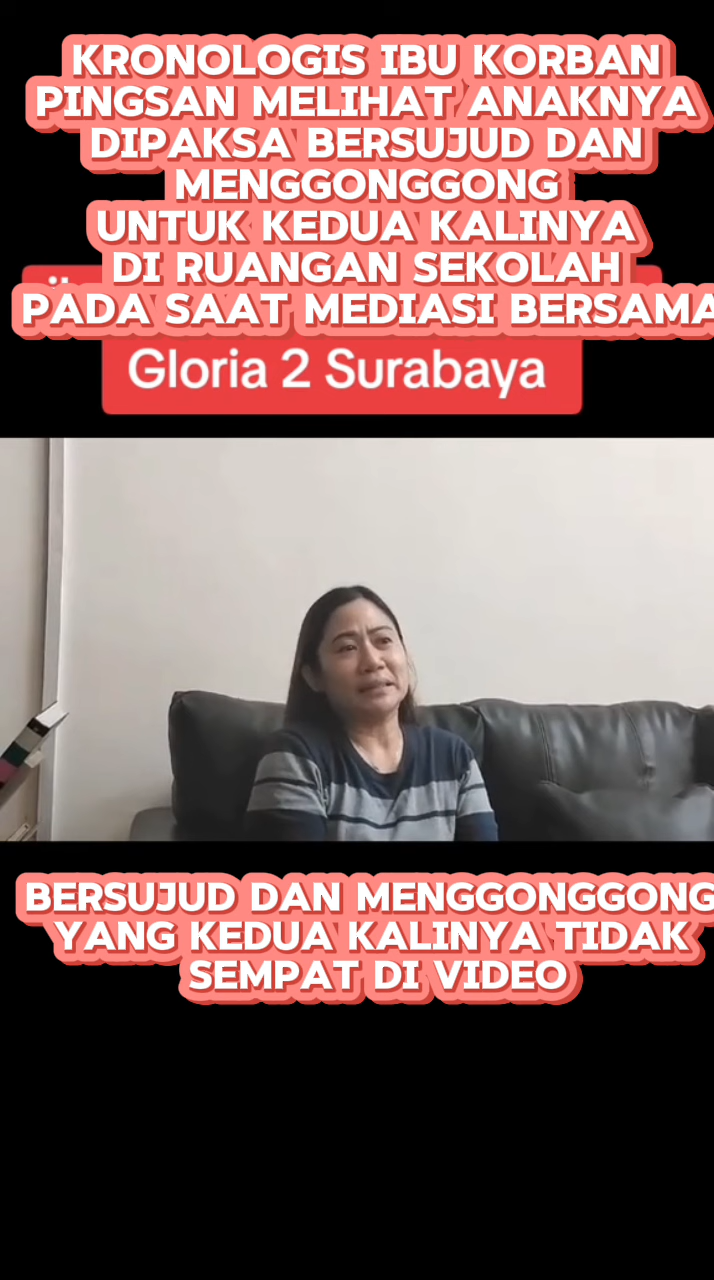 KRONOLOGIS IBU KORBAN
PINGSAN MELIHAT ANAKNYA
DIPAKSA BERSUJUD DAN
MENGGONGGONG
UNTUK KEDUA KALINYA
DI RUANGAN SEKOLAH
PADA SAAT MEDIASI BERSAMA
Gloria 2 Surabaya
BERSUJUD DAN MENGGONGGONG
YANG KEDUA KALINYA TIDAK
SEMPAT DI VIDEO